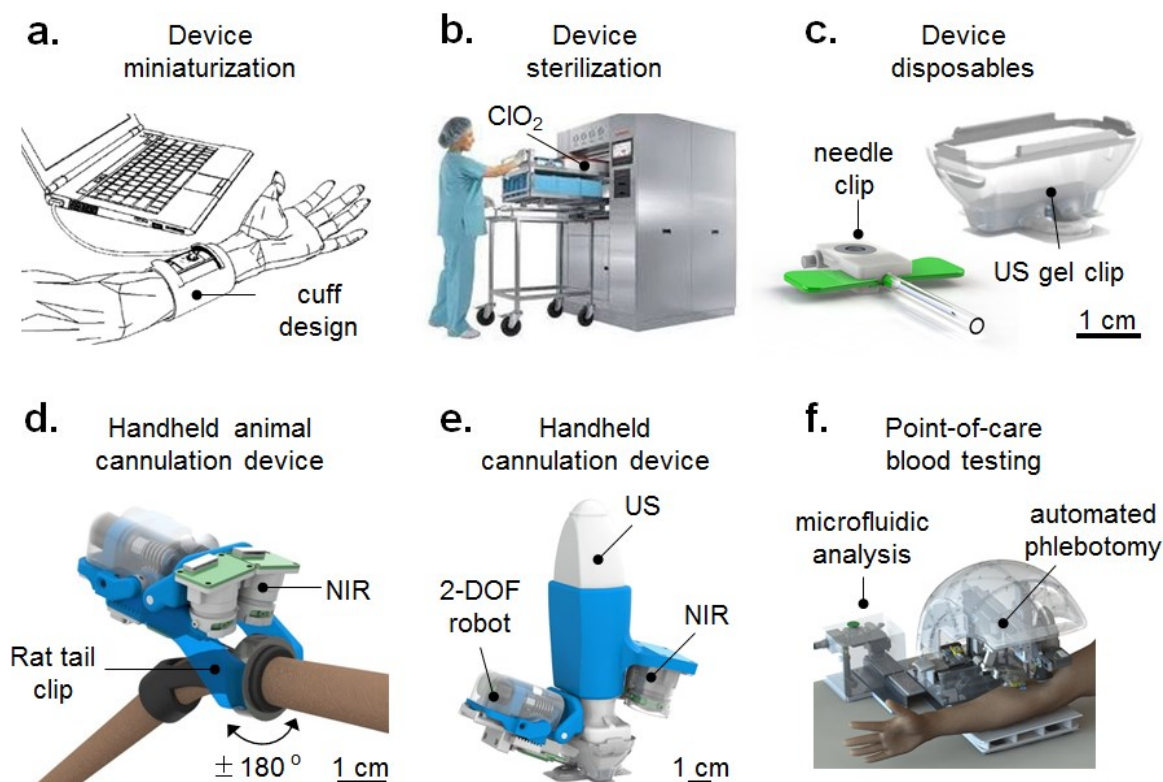 a.
Device
miniaturization
cuff
design
b.
Device
sterilization
ClO₂
c.
Device
disposables
needle
clip
US gel clip
1 cm
d.
Handheld animal
cannulation device
NIR
Rat tail
clip
± 180 °
1 cm
e.
Handheld
cannulation device
US
2-DOF
robot
NIR
1 cm
f.
Point-of-care
blood testing
microfluidic
analysis
automated
phlebotomy